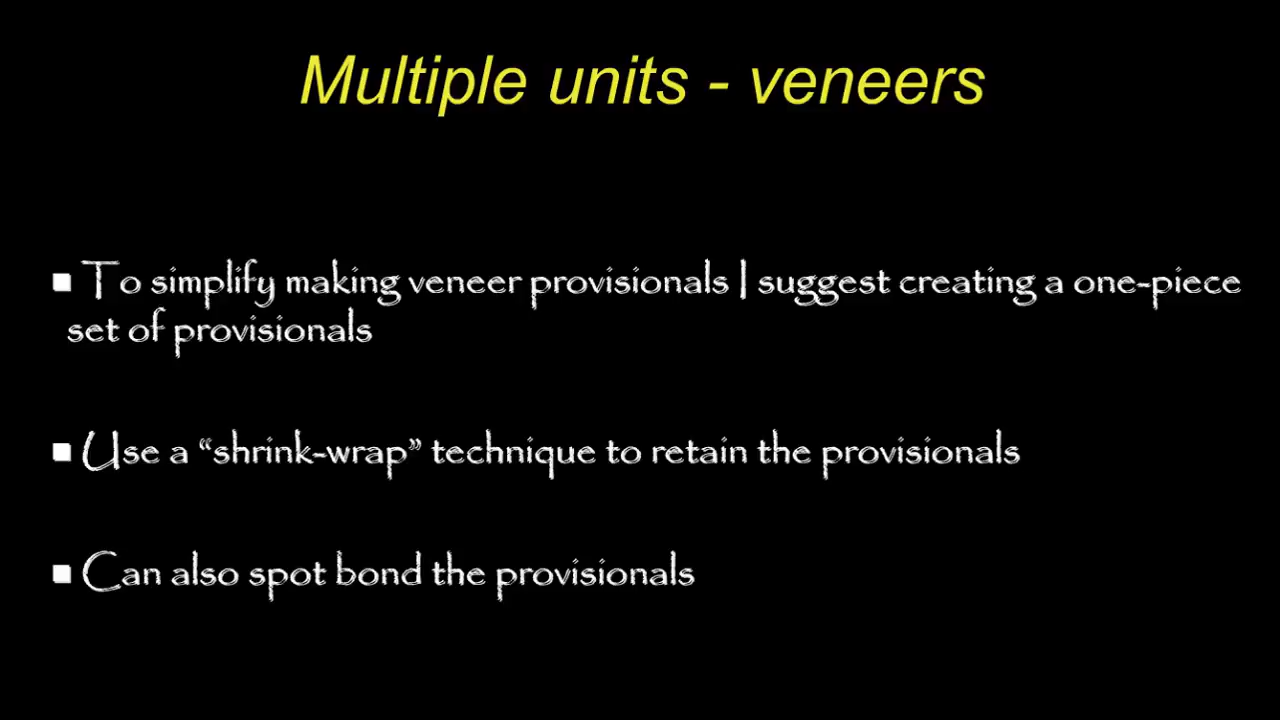 Multiple units - veneers
■ To simplify making veneer provisionals I suggest creating a one-piece
set of provisionals
■ Use a “shrink-wrap” technique to retain the provisionals
■ Can also spot bond the provisionals